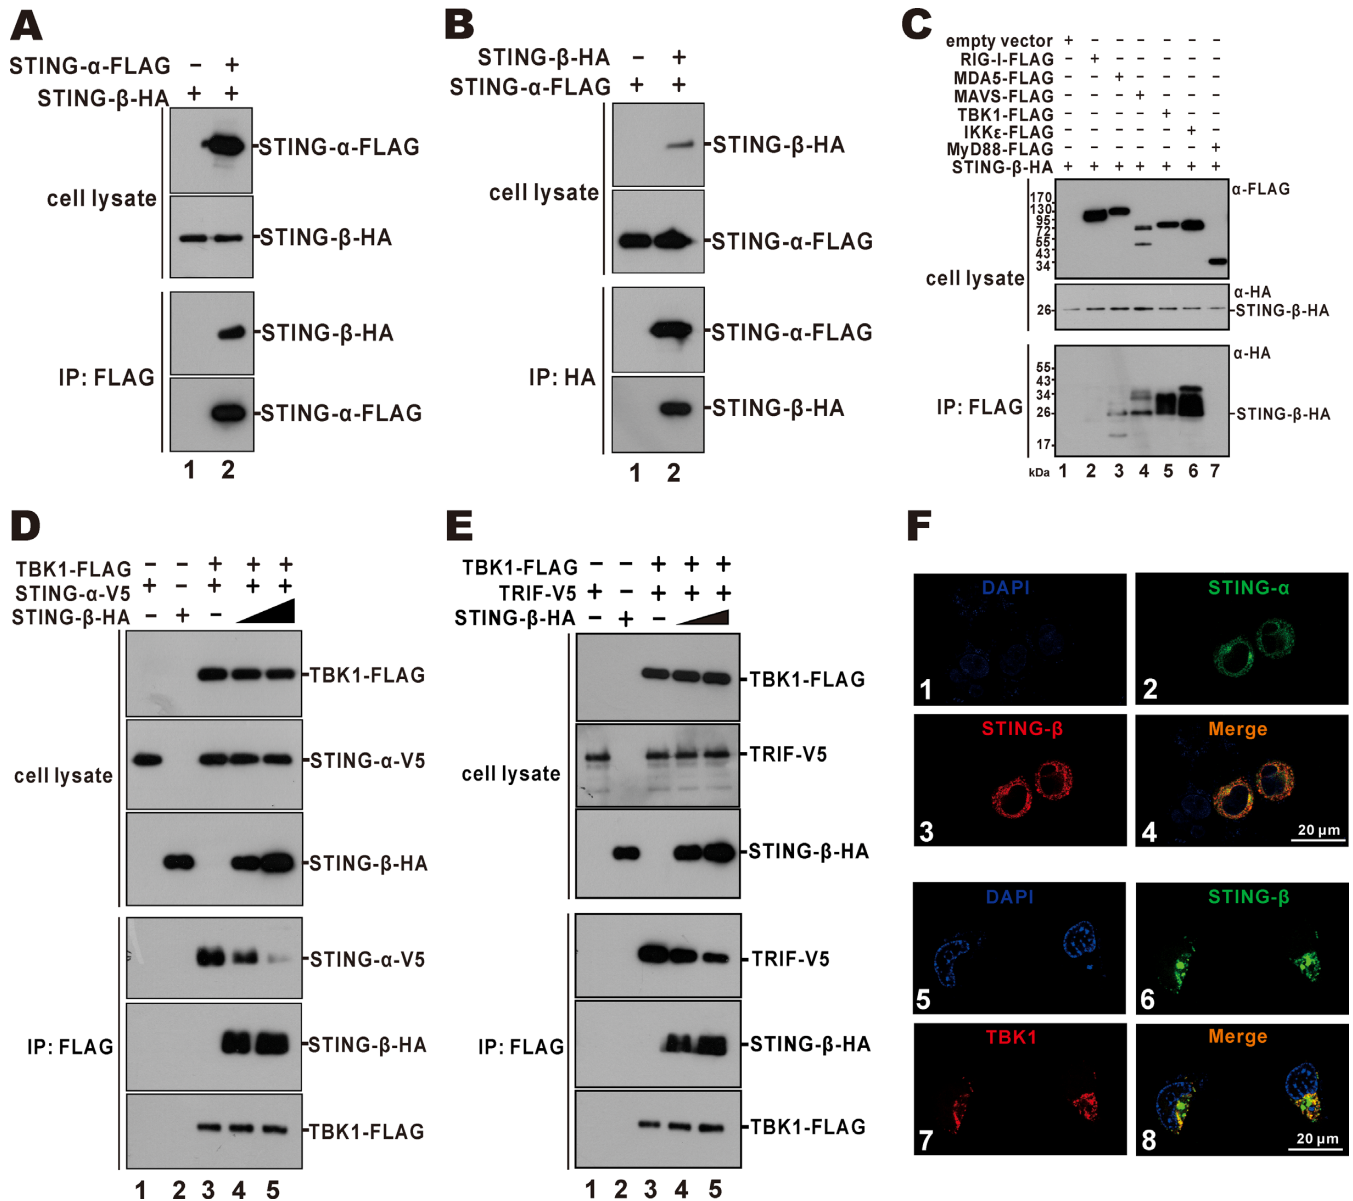 A
STING-α-FLAG – +
STING-β-HA + +
STING-α-FLAG
cell lysate
STING-β-HA
STING-β-HA
IP: FLAG
STING-α-FLAG
1 2
B
STING-β-HA – +
STING-α-FLAG + +
STING-β-HA
cell lysate
STING-α-FLAG
STING-α-FLAG
IP: HA
STING-β-HA
1 2
C
empty vector + – – – – – –
RIG-I-FLAG – + – – – – –
MDA5-FLAG – – + – – – –
MAVS-FLAG – – – + – – –
TBK1-FLAG – – – – + – –
IKKε-FLAG – – – – – + –
MyD88-FLAG – – – – – – +
STING-β-HA + + + + + + +
α-FLAG
170
130
95
72
55
43
34
cell lysate
α-HA
26 STING-β-HA
α-HA
55
43
34
IP: FLAG 26 STING-β-HA
17
kDa 1 2 3 4 5 6 7
D
TBK1-FLAG – – + + +
STING-α-V5 + – + + +
STING-β-HA – + –
TBK1-FLAG
STING-α-V5
cell lysate
STING-β-HA
STING-α-V5
IP: FLAG STING-β-HA
TBK1-FLAG
1 2 3 4 5
E
TBK1-FLAG – – + + +
TRIF-V5 + – + + +
STING-β-HA – + –
TBK1-FLAG
TRIF-V5
cell lysate
STING-β-HA
TRIF-V5
IP: FLAG STING-β-HA
TBK1-FLAG
1 2 3 4 5
F
DAPI
1
STING-α
2
STING-β
3
Merge
4
20 μm
DAPI
5
STING-β
6
TBK1
7
Merge
8
20 μm